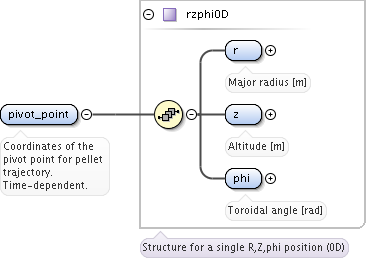 rzphi0D
r
Major radius [m]
pivot_point
z
Coordinates of the
pivot point for pellet
trajectory.
Time-dependent.
Altitude [m]
phi
Toroidal angle [rad]
Structure for a single R,Z,phi position (0D)